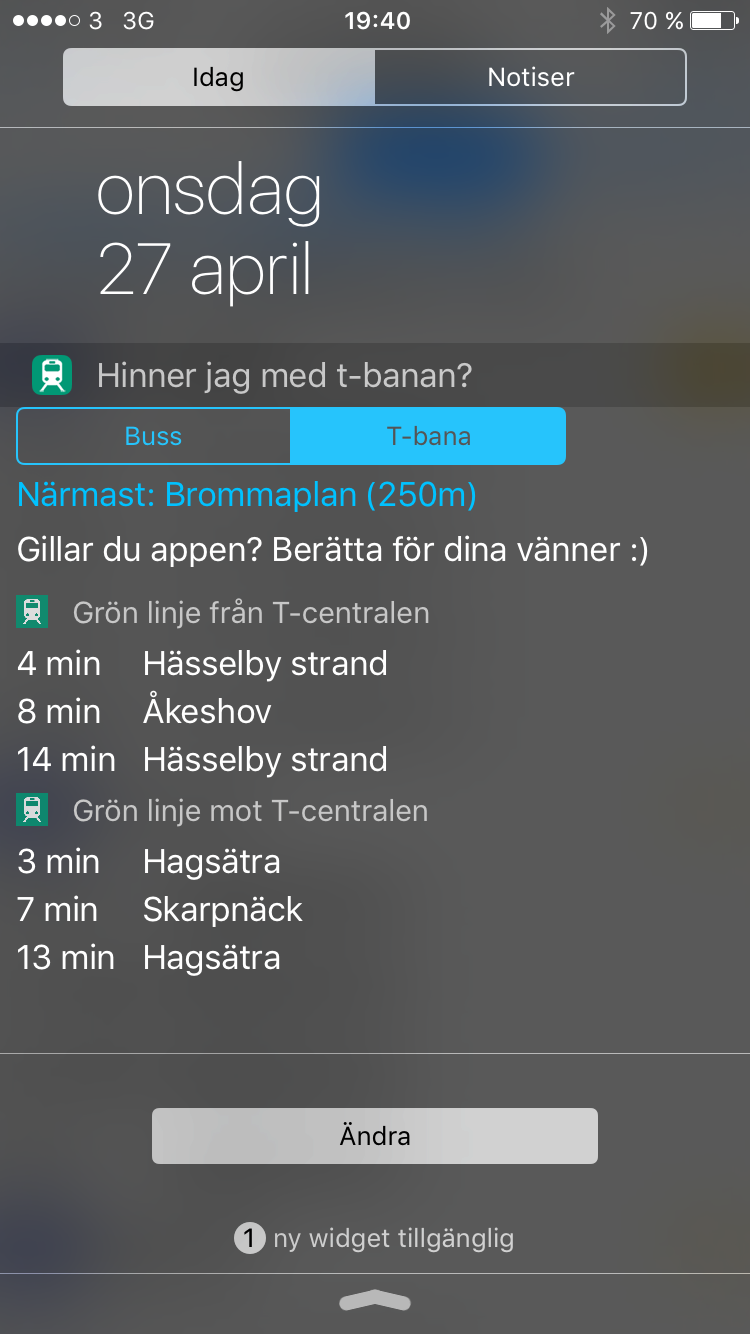 3 3G 19:40 70 %
Idag Notiser
onsdag
27 april
Hinner jag med t-banan?
Buss T-bana
Närmast: Brommaplan (250m)
Gillar du appen? Berätta för dina vänner :)
Grön linje från T-centralen
4 min Hässelby strand
8 min Åkeshov
14 min Hässelby strand
Grön linje mot T-centralen
3 min Hagsätra
7 min Skarpnäck
13 min Hagsätra
Ändra
1 ny widget tillgänglig